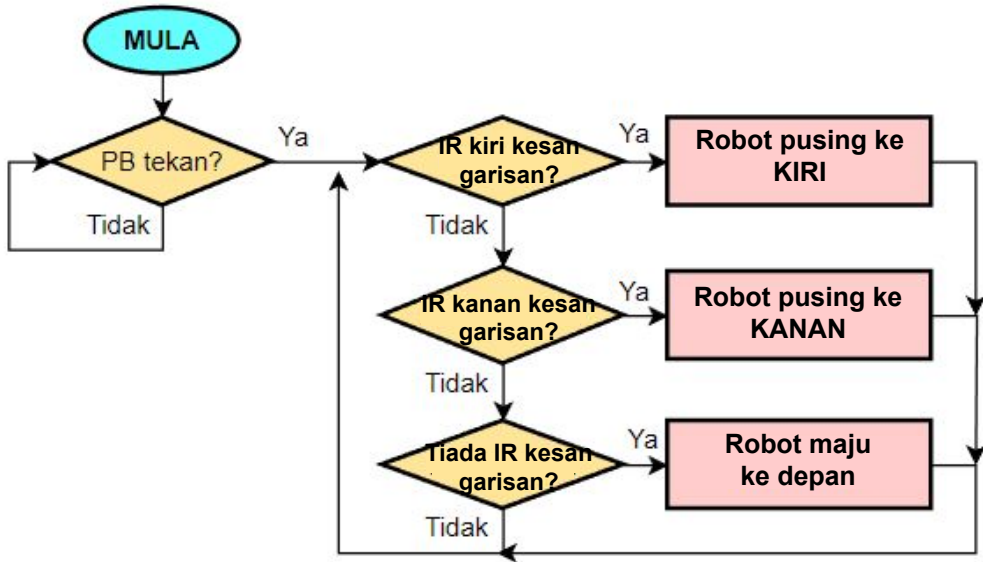 MULA
PB tekan?
Ya
Tidak
IR kiri kesan
garisan?
Ya
Robot pusing ke
KIRI
Tidak
IR kanan kesan
garisan?
Ya
Robot pusing ke
KANAN
Tidak
Tiada IR kesan
garisan?
Ya
Robot maju
ke depan
Tidak